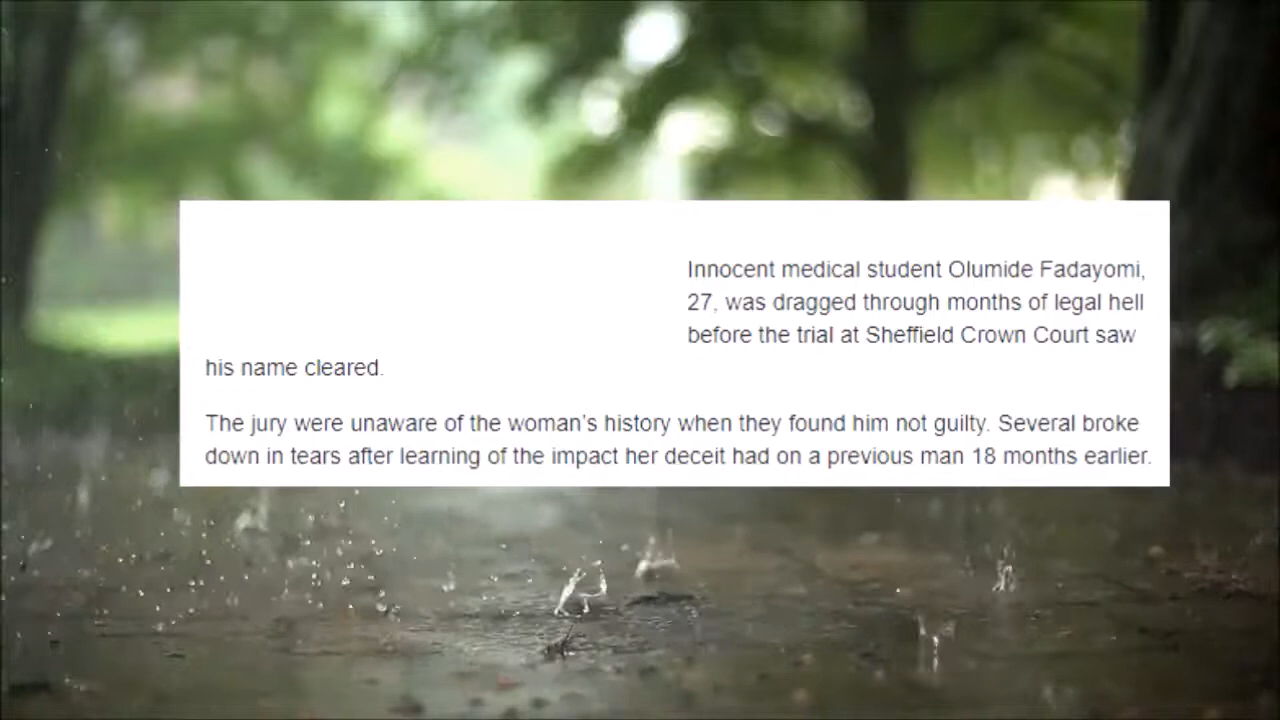 Innocent medical student Olumide Fadayomi,
27, was dragged through months of legal hell
before the trial at Sheffield Crown Court saw
his name cleared.
The jury were unaware of the woman's history when they found him not guilty. Several broke
down in tears after learning of the impact her deceit had on a previous man 18 months earlier.